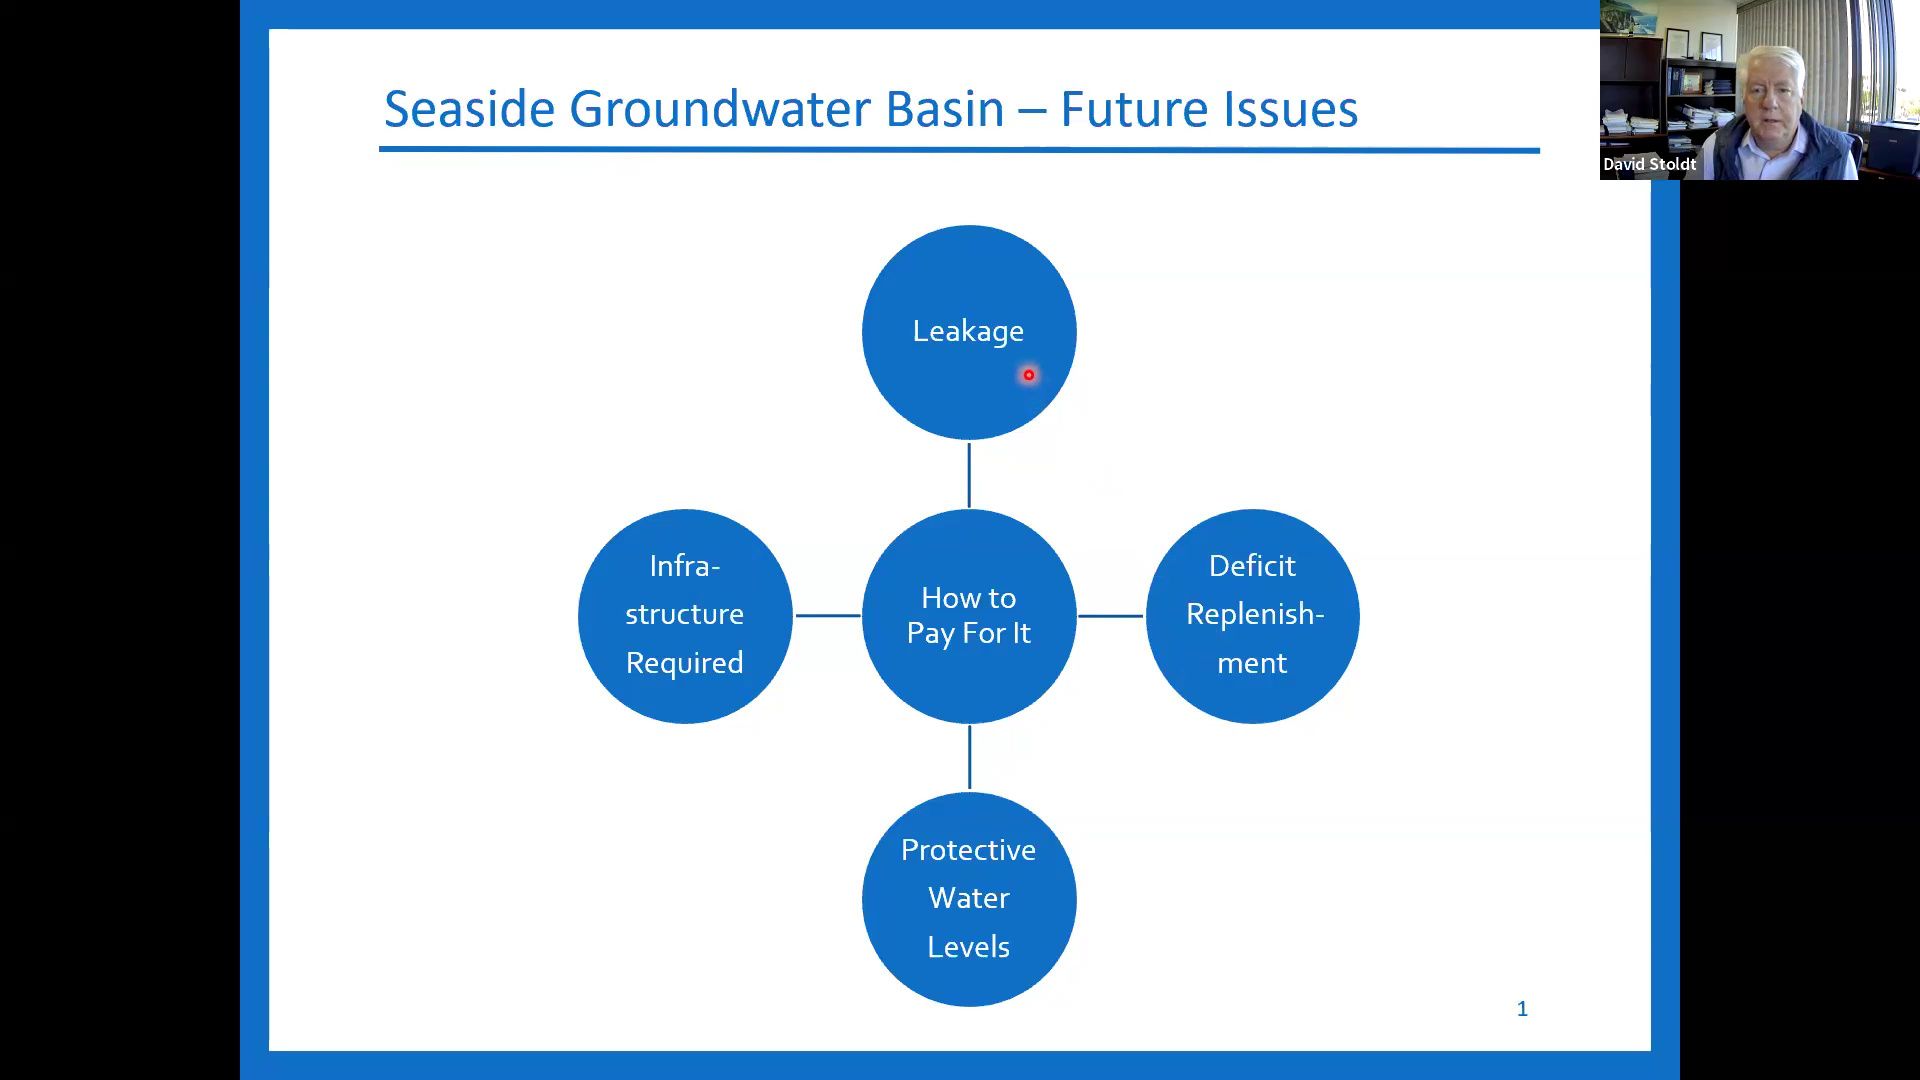 Seaside Groundwater Basin – Future Issues
David Stoldt
Leakage
Infra-
structure
Required
How to
Pay For It
Deficit
Replenish-
ment
Protective
Water
Levels
1